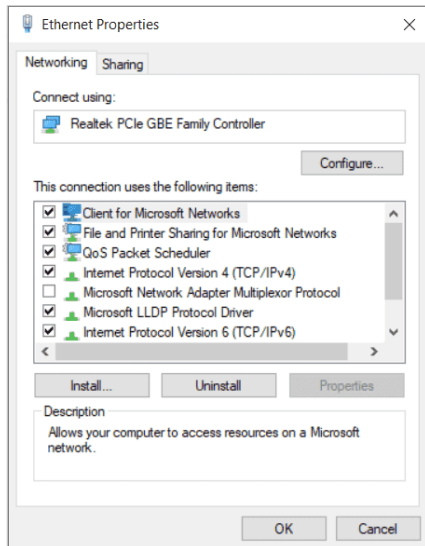 Ethernet Properties
Networking
Sharing
Connect using:
Realtek PCIe GBE Family Controller
Configure...
This connection uses the following items:
Client for Microsoft Networks
File and Printer Sharing for Microsoft Networks
QoS Packet Scheduler
Internet Protocol Version 4 (TCP/IPv4)
Microsoft Network Adapter Multiplexor Protocol
Microsoft LLDP Protocol Driver
Internet Protocol Version 6 (TCP/IPv6)
Install...
Uninstall
Properties
Description
Allows your computer to access resources on a Microsoft
network.
OK
Cancel